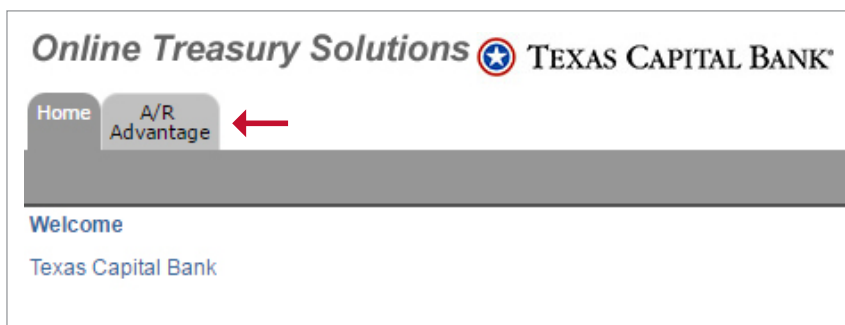 Online Treasury Solutions TEXAS CAPITAL BANK®
Home
A/R
Advantage
Welcome
Texas Capital Bank